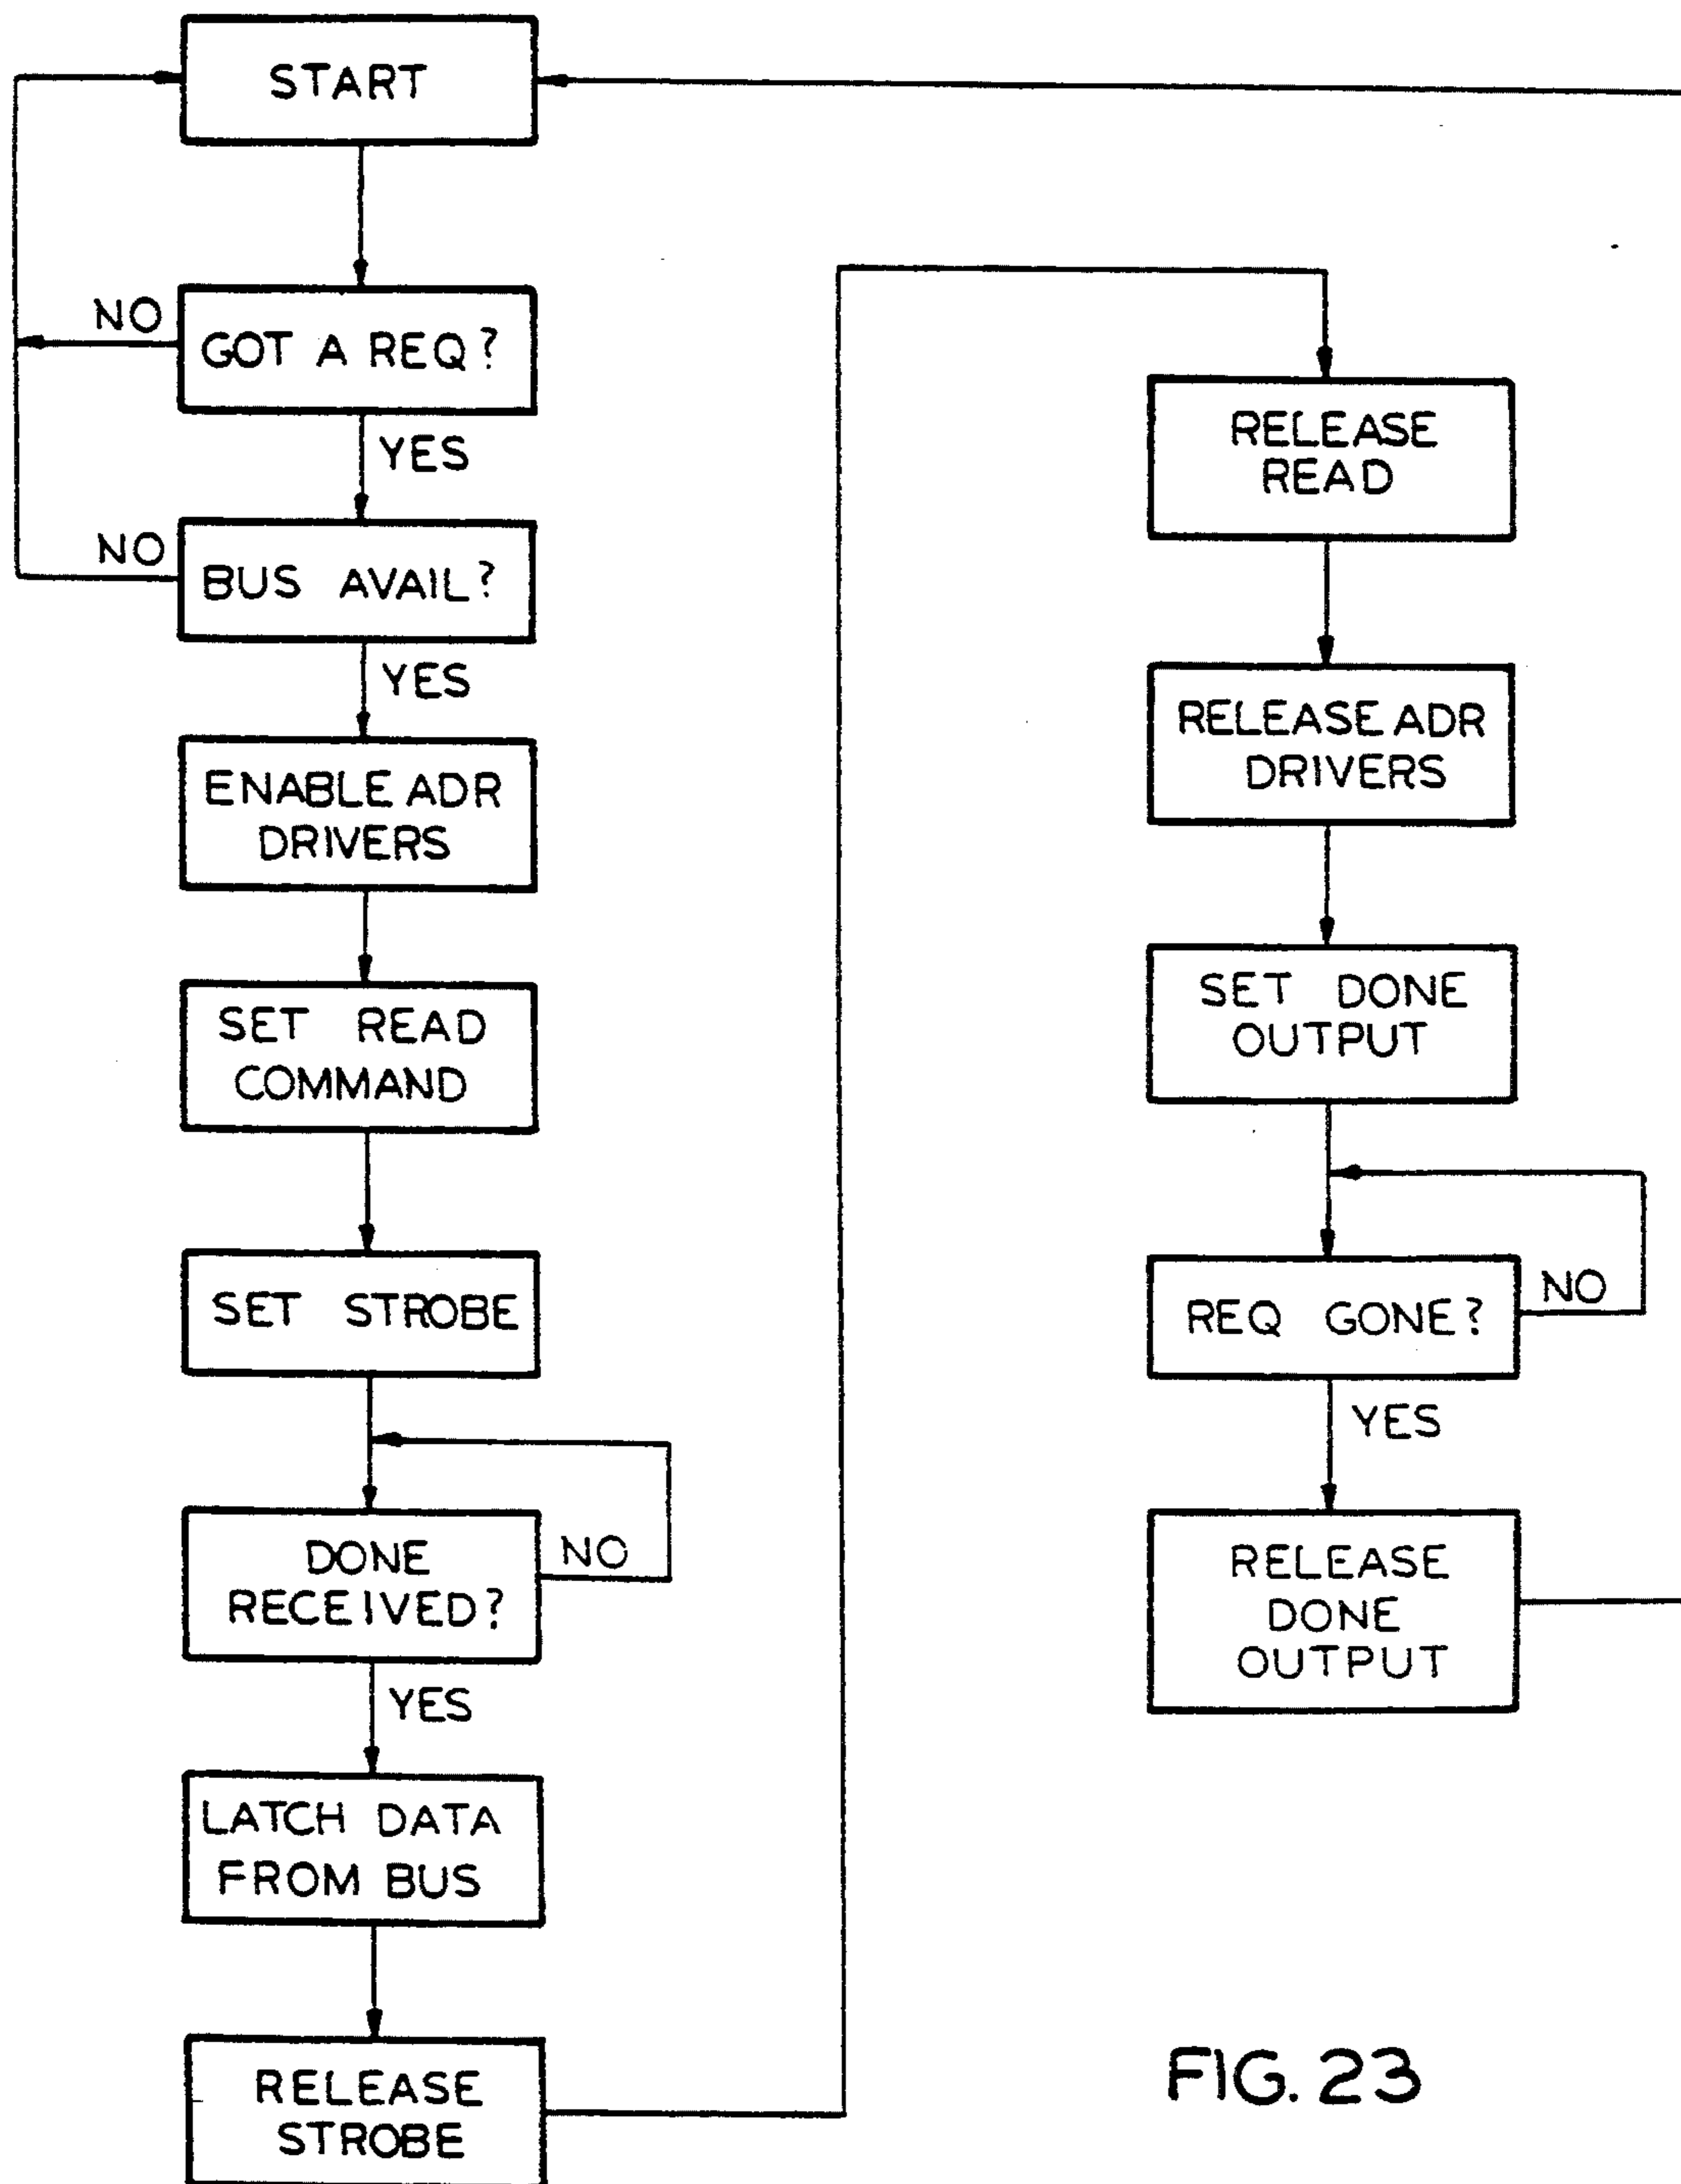 START
NO
GOT A REQ?
YES
NO
BUS AVAIL?
YES
ENABLE ADR
DRIVERS
SET READ
COMMAND
SET STROBE
DONE
RECEIVED?
NO
YES
LATCH DATA
FROM BUS
RELEASE
STROBE
RELEASE
READ
RELEASE ADR
DRIVERS
SET DONE
OUTPUT
REQ GONE?
NO
YES
RELEASE
DONE
OUTPUT
FIG. 23